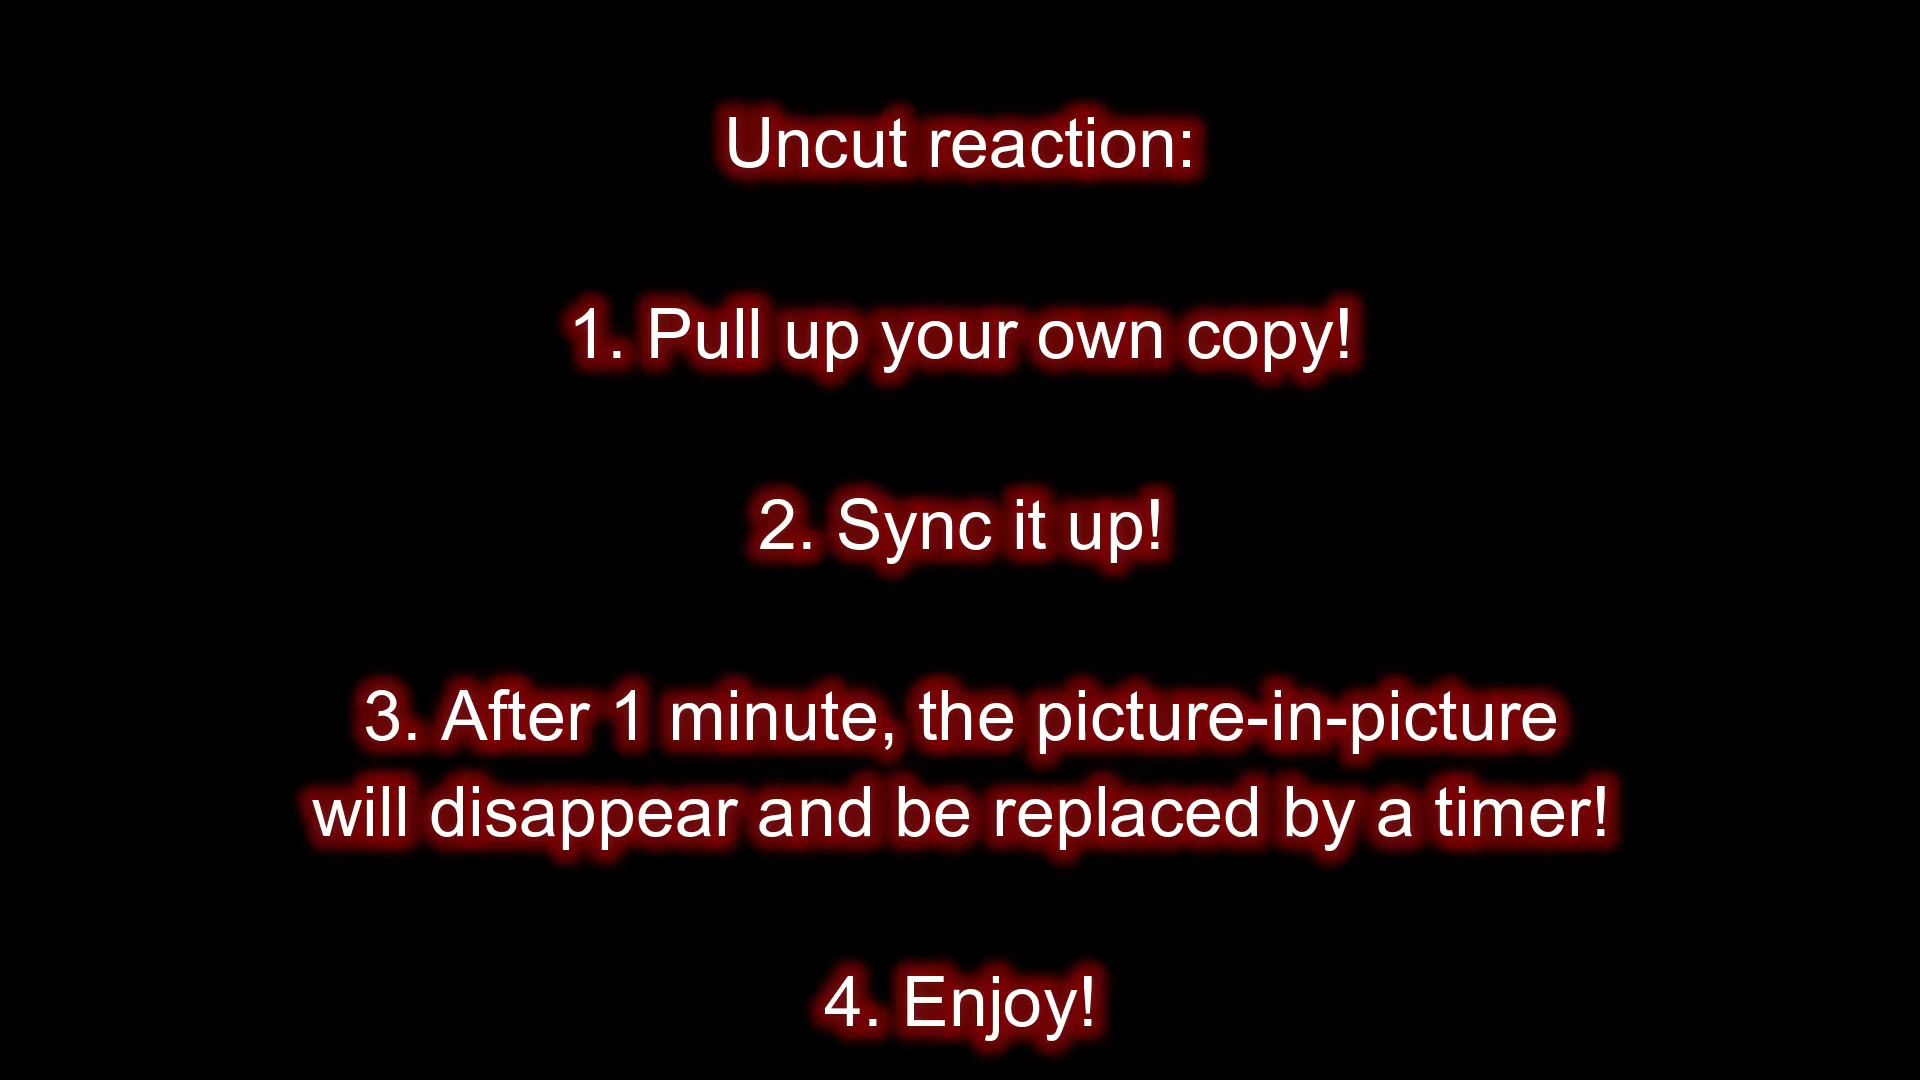 Uncut reaction:
1. Pull up your own copy!
2. Sync it up!
3. After 1 minute, the picture-in-picture
will disappear and be replaced by a timer!
4. Enjoy!